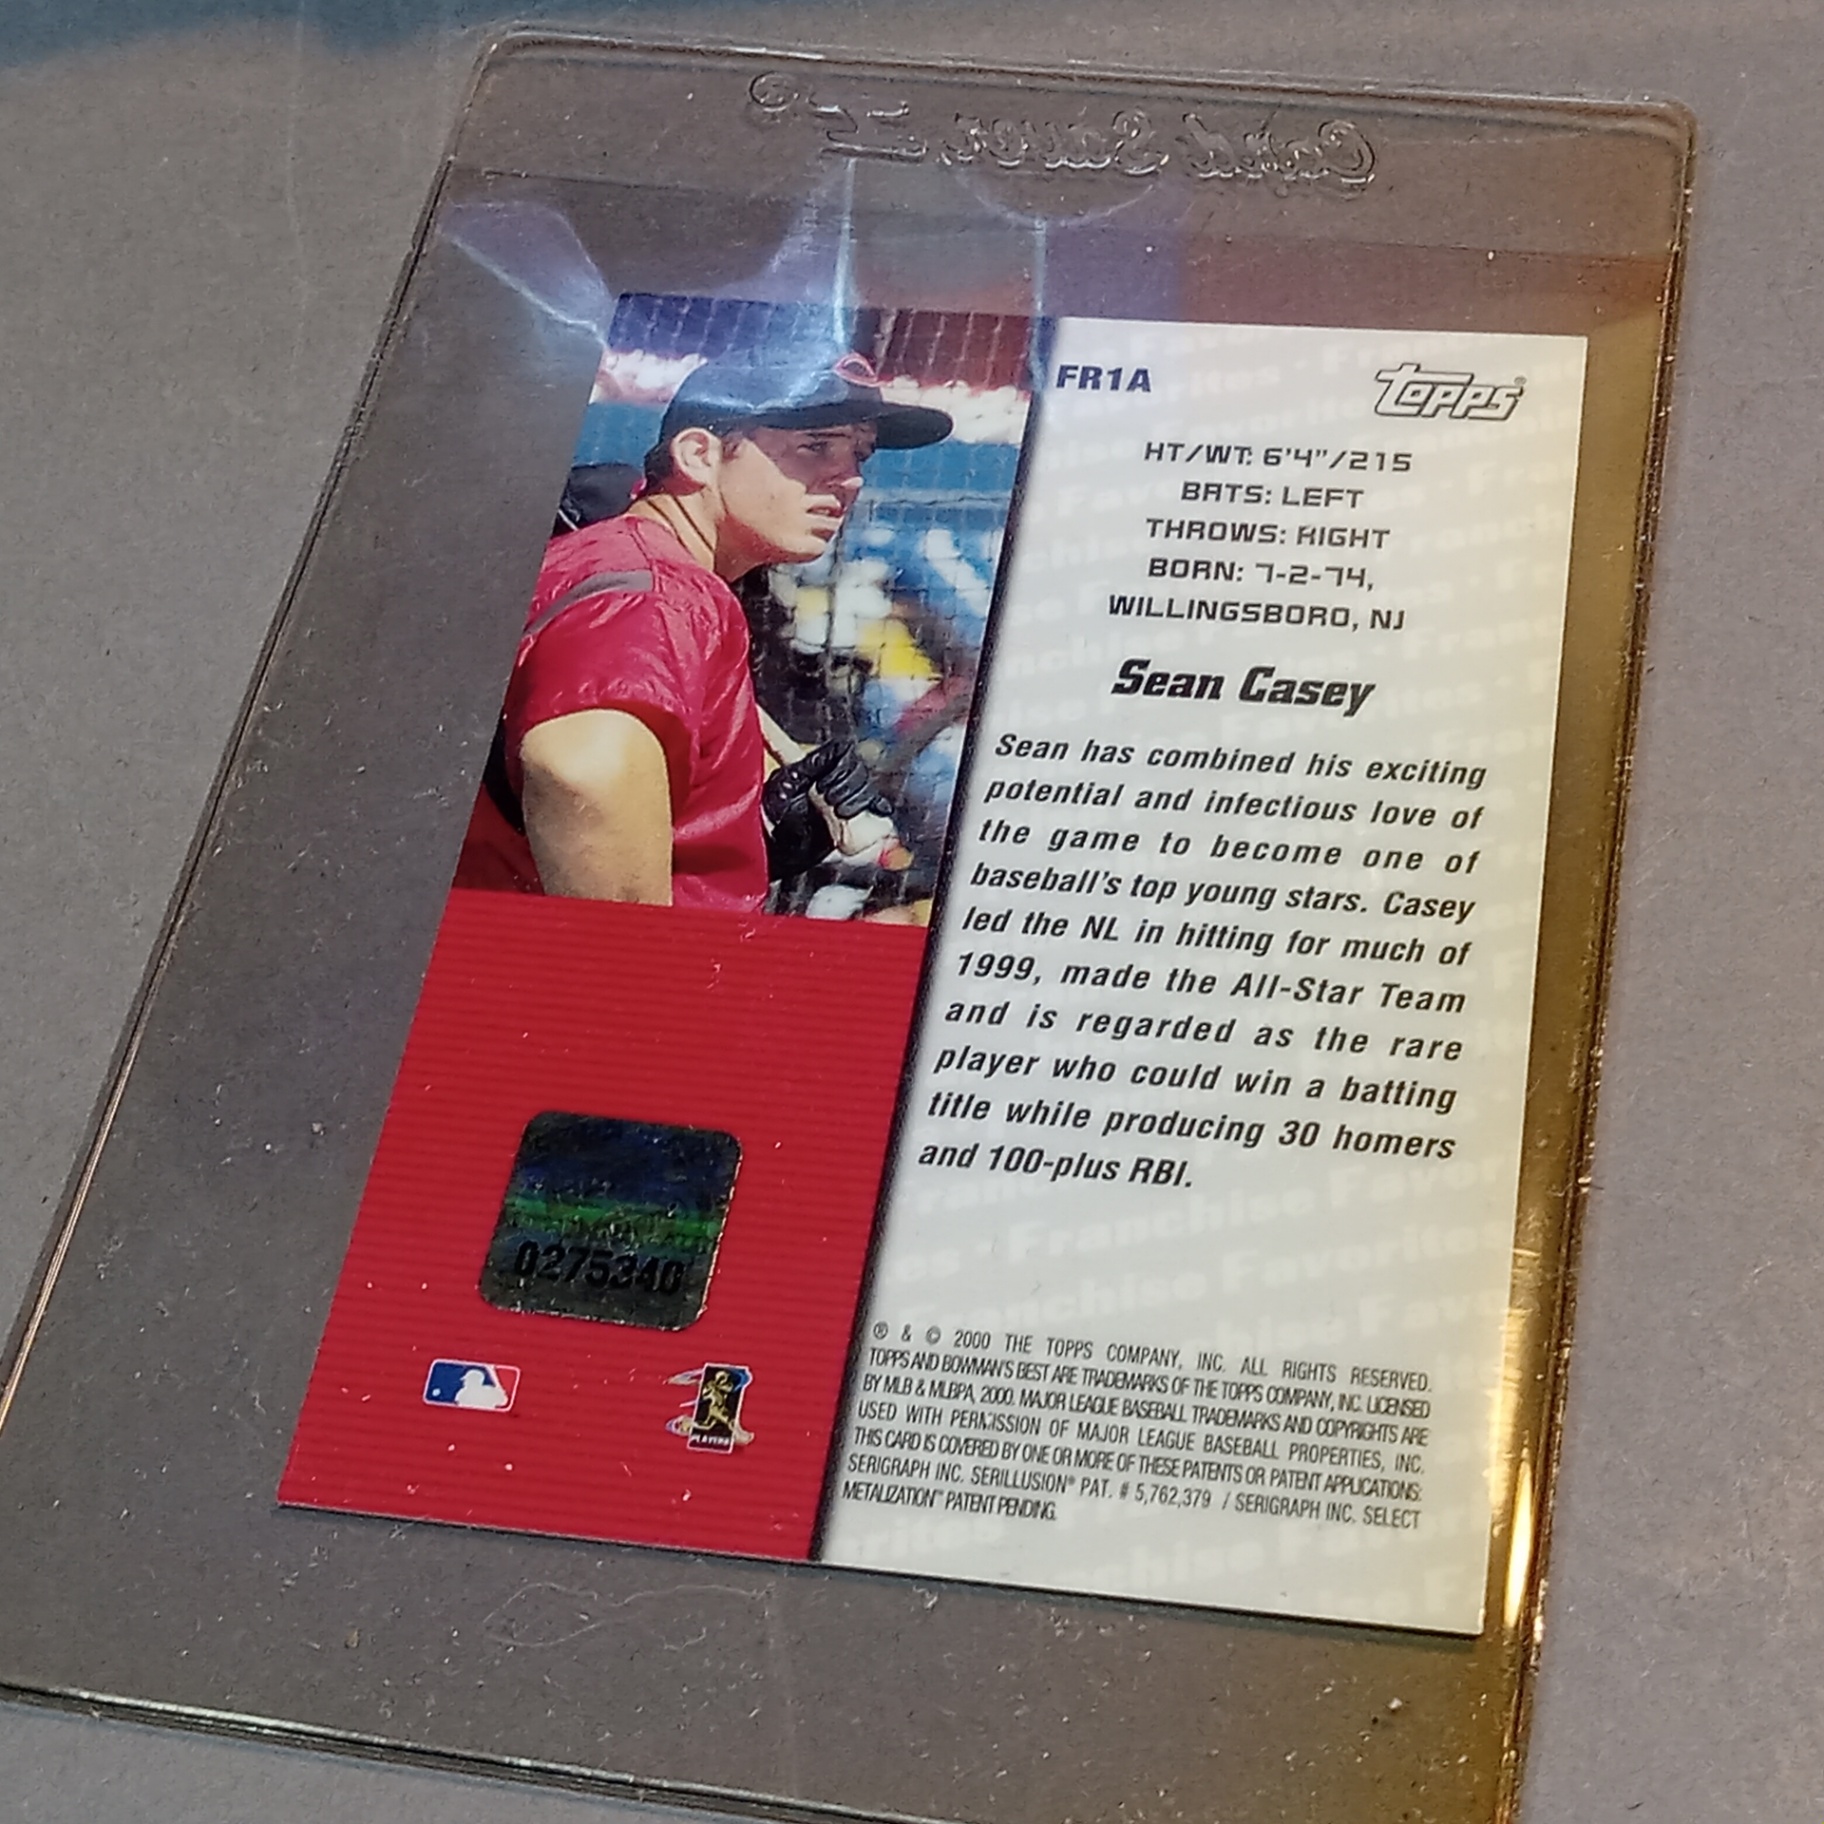 Card Saver I®
FR1A
Topps®
HT/WT: 6'4"/215
BATS: LEFT
THROWS: RIGHT
BORN: 7-2-74,
WILLINGSBORO, NJ
Sean Casey
Sean has combined his exciting
potential and infectious love of
the game to become one of
baseball's top young stars. Casey
led the NL in hitting for much of
1999, made the All-Star Team
and is regarded as the rare
player who could win a batting
title while producing 30 homers
and 100-plus RBI.
0275340
PLAYERS
® & © 2000 THE TOPPS COMPANY, INC. ALL RIGHTS RESERVED.
TOPPS AND BOWMAN'S BEST ARE TRADEMARKS OF THE TOPPS COMPANY, INC. LICENSED
BY MLB & MLBPA, 2000. MAJOR LEAGUE BASEBALL TRADEMARKS AND COPYRIGHTS ARE
USED WITH PERMISSION OF MAJOR LEAGUE BASEBALL PROPERTIES, INC.
THIS CARD IS COVERED BY ONE OR MORE OF THESE PATENTS OR PATENT APPLICATIONS:
SERIGRAPH INC. SERILLUSION® PAT. # 5,762,379 / SERIGRAPH INC. SELECT
METALIZATION™ PATENT PENDING.